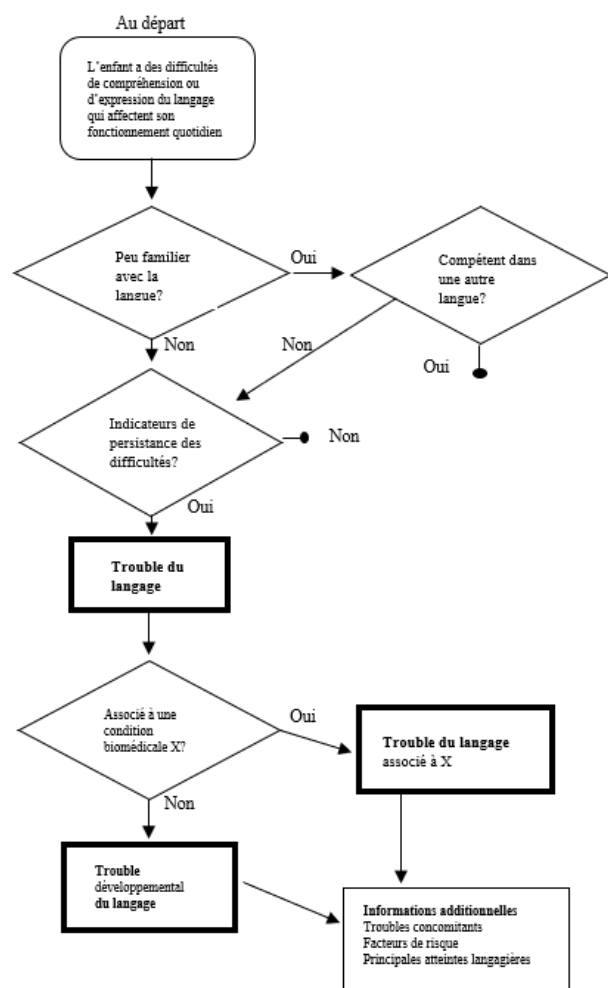 Au départ
L'enfant a des difficultés
de compréhension ou
d'expression du langage
qui affectent son
fonctionnement quotidien
Peu familier
avec la
langue?
Oui
Compétent dans
une autre
langue?
Non
Non
Oui
Indicateurs de
persistance des
difficultés?
Non
Oui
Trouble du
langage
Associé à une
condition
biomédicale X?
Oui
Trouble du langage
associé à X
Non
Trouble
développemental
du langage
Informations additionnelles
Troubles concomitants
Facteurs de risque
Principales atteintes langagières